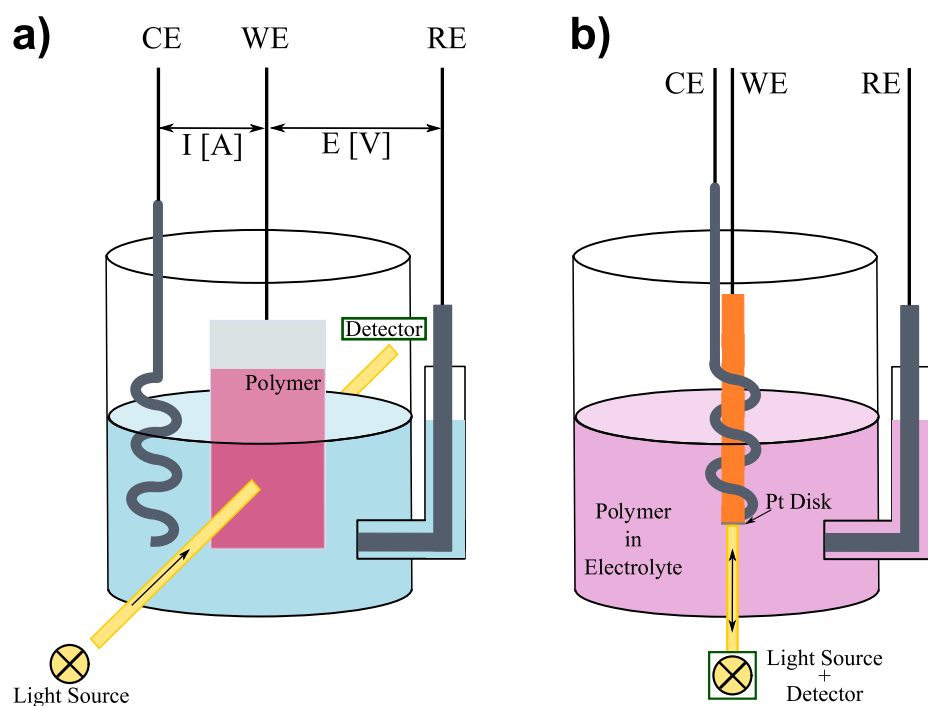 a)
CE
WE
RE
I [A]
E [V]
Detector
Polymer
Light Source
b)
CE
WE
RE
Pt Disk
Polymer
in
Electrolyte
Light Source
+
Detector